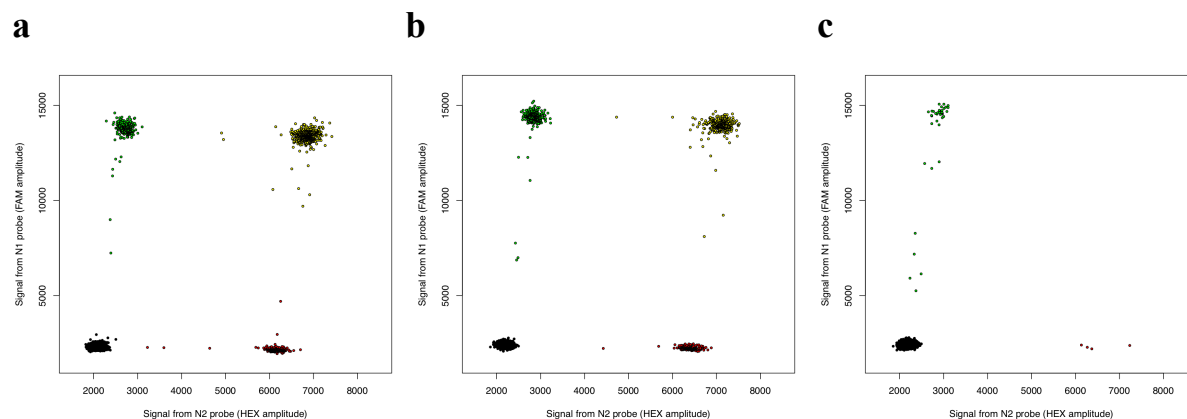 a
b
c
Signal from N1 probe (FAM amplitude)
15000
10000
5000
2000 3000 4000 5000 6000 7000 8000
Signal from N2 probe (HEX amplitude)
Signal from N1 probe (FAM amplitude)
15000
10000
5000
2000 3000 4000 5000 6000 7000 8000
Signal from N2 probe (HEX amplitude)
Signal from N1 probe (FAM amplitude)
15000
10000
5000
2000 3000 4000 5000 6000 7000 8000
Signal from N2 probe (HEX amplitude)